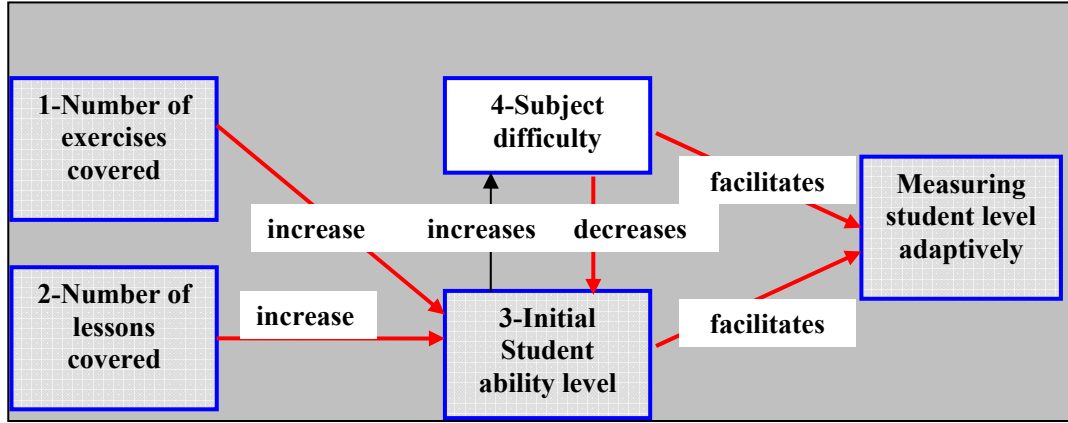 1-Number of
exercises
covered
4-Subject
difficulty
facilitates
Measuring
student level
adaptively
increase
increases
decreases
2-Number of
lessons
covered
increase
3-Initial
Student
ability level
facilitates